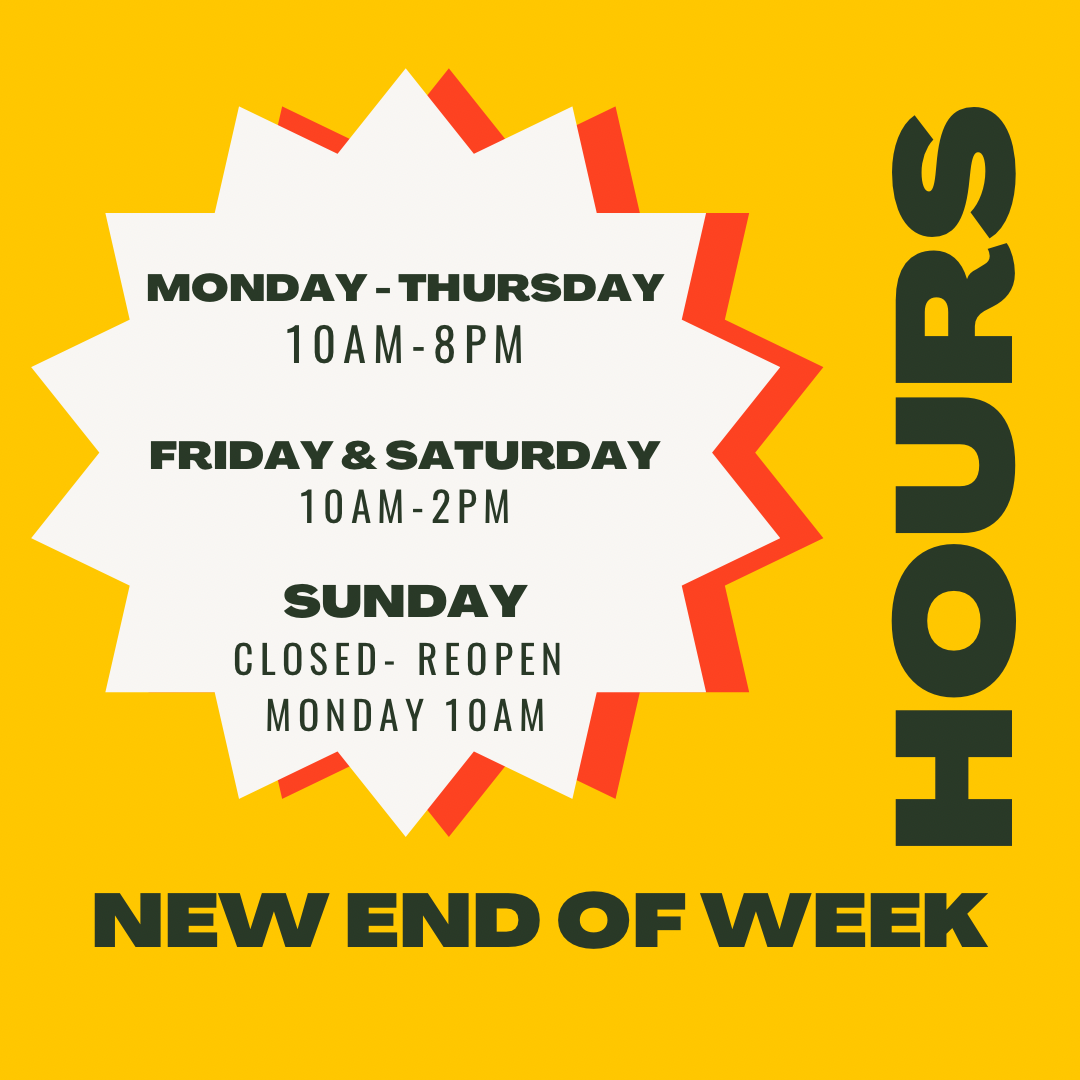 MONDAY - THURSDAY
10AM-8PM
FRIDAY & SATURDAY
10AM-2PM
SUNDAY
CLOSED- REOPEN
MONDAY 10AM
NEW END OF WEEK
HOURS